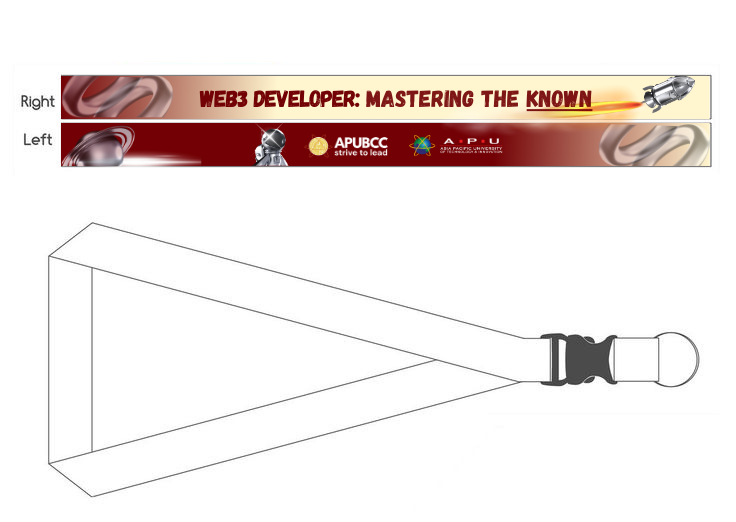 Right
WEB3 DEVELOPER: MASTERING THE KNOWN
Left
APUBCC
strive to lead
A • P • U
ASIA PACIFIC UNIVERSITY
OF TECHNOLOGY & INNOVATION